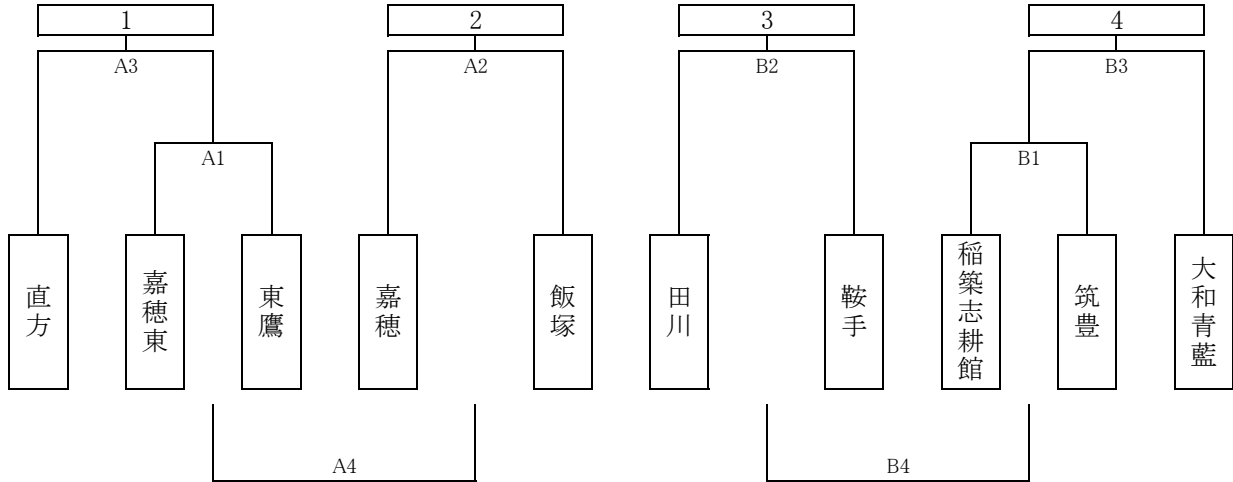 1 2 3 4
A3 A2 B2 B3
A1 B1
直方
嘉穂東
東鷹
嘉穂
飯塚
田川
鞍手
稲築志耕館
筑豊
大和青藍
A4 B4